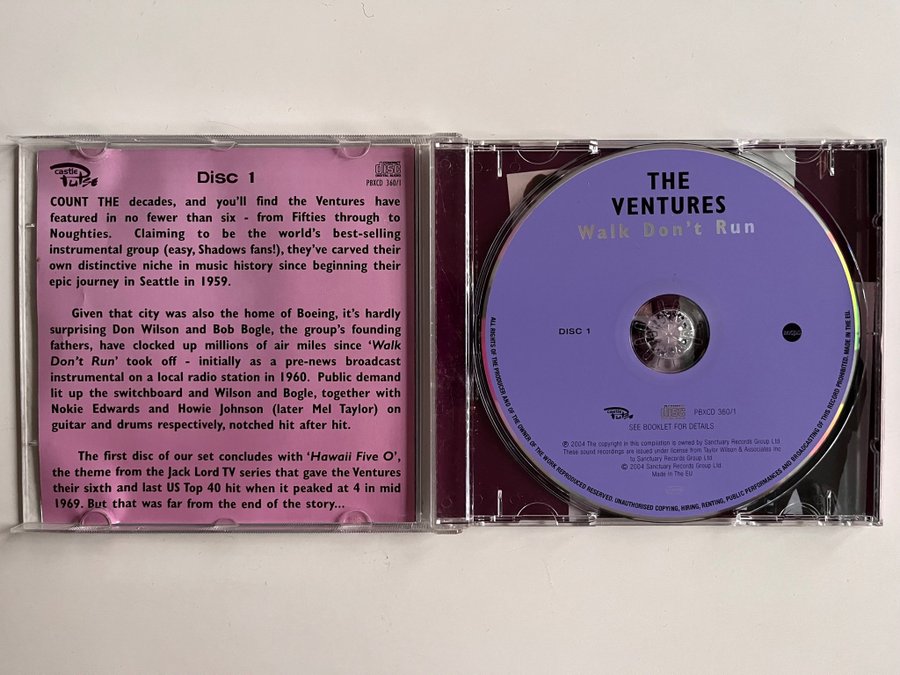 castle
Pulse
Disc 1
COMPACT
disc
DIGITAL AUDIO
PBXCD 360/1
COUNT THE decades, and you'll find the Ventures have
featured in no fewer than six - from Fifties through to
Noughties. Claiming to be the world's best-selling
instrumental group (easy, Shadows fans!), they've carved their
own distinctive niche in music history since beginning their
epic journey in Seattle in 1959.
Given that city was also the home of Boeing, it's hardly
surprising Don Wilson and Bob Bogle, the group's founding
fathers, have clocked up millions of air miles since 'Walk
Don't Run' took off - initially as a pre-news broadcast
instrumental on a local radio station in 1960. Public demand
lit up the switchboard and Wilson and Bogle, together with
Nokie Edwards and Howie Johnson (later Mel Taylor) on
guitar and drums respectively, notched hit after hit.
The first disc of our set concludes with 'Hawaii Five O',
the theme from the Jack Lord TV series that gave the Ventures
their sixth and last US Top 40 hit when it peaked at 4 in mid
1969. But that was far from the end of the story...
THE
VENTURES
Walk Don't Run
DISC 1
mcps
castle
Pulse
disc
PBXCD 360/1
SEE BOOKLET FOR DETAILS
℗ 2004 The copyright in this compilation is owned by Sanctuary Records Group Ltd
These sound recordings are issued under license from Taylor Wilson & Associates Inc
to Sanctuary Records Group Ltd.
© 2004 Sanctuary Records Group Ltd.
Made in The EU
ALL RIGHTS OF THE PRODUCER AND OF THE OWNER OF THE WORK REPRODUCED RESERVED. UNAUTHORISED COPYING, HIRING, RENTING, PUBLIC PERFORMANCES AND BROADCASTING OF THIS RECORD PROHIBITED. MADE IN THE EU.